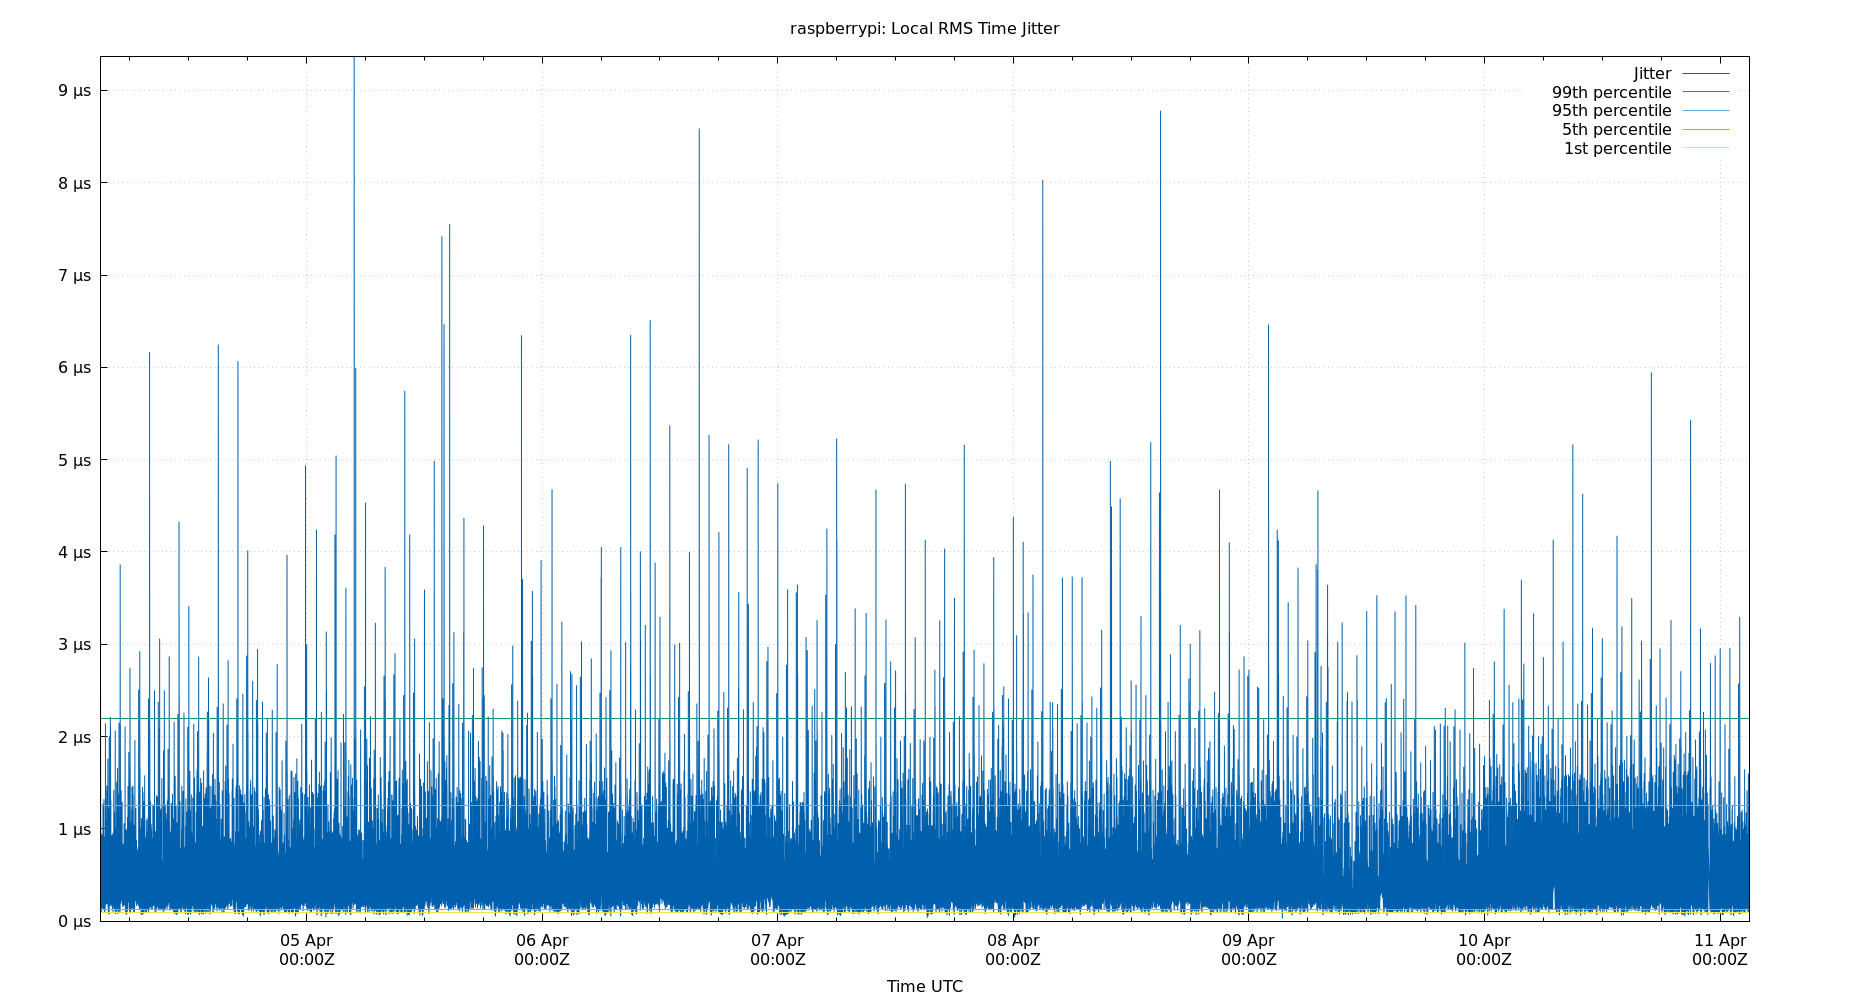 raspberrypi: Local RMS Time Jitter
Jitter
99th percentile
95th percentile
5th percentile
1st percentile
9 µs
8 µs
7 µs
6 µs
5 µs
4 µs
3 µs
2 µs
1 µs
0 µs
05 Apr 06 Apr 07 Apr 08 Apr 09 Apr 10 Apr 11 Apr
00:00Z 00:00Z 00:00Z 00:00Z 00:00Z 00:00Z 00:00Z
Time UTC